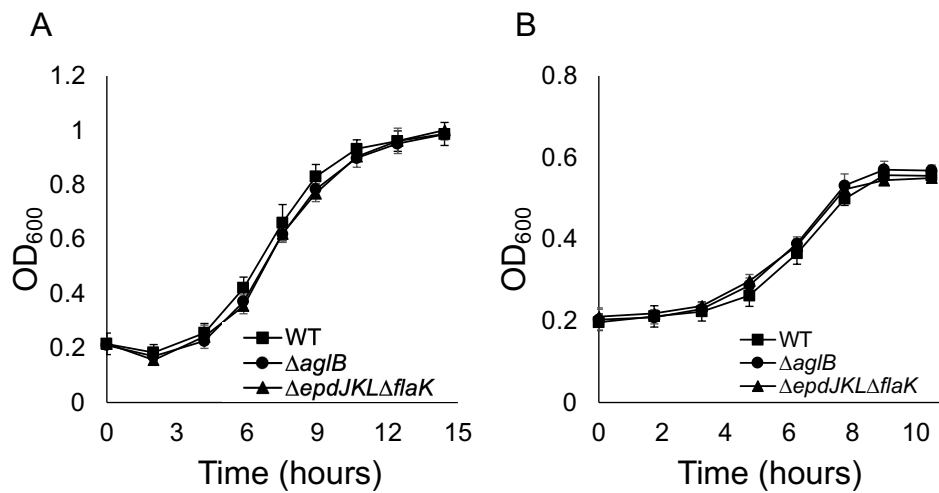 A
1.2
1
0.8
0.6
0.4
0.2
0
OD600
WT
ΔaglB
ΔepdJKLΔflaK
0 3 6 9 12 15
Time (hours)
B
0.8
0.6
0.4
0.2
0
OD600
WT
ΔaglB
ΔepdJKLΔflaK
0 2 4 6 8 10
Time (hours)